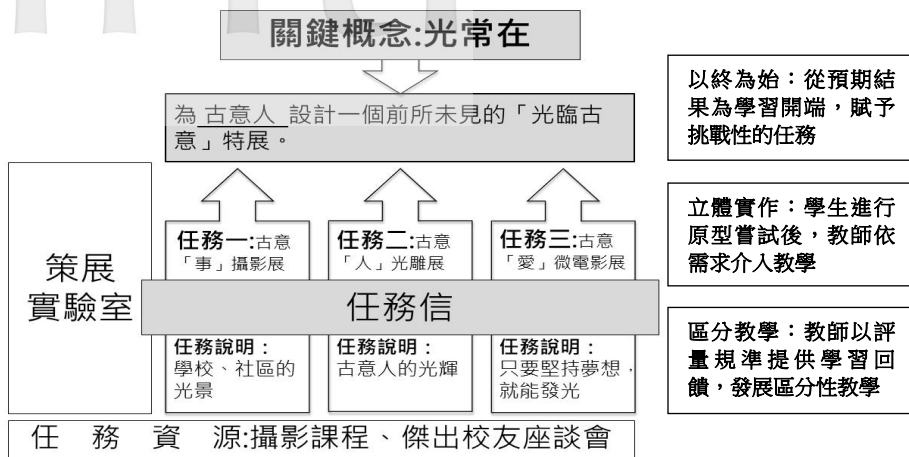 關鍵概念:光常在
為 古意人 設計一個前所未見的「光臨古
意」特展。
以終為始：從預期結
果為學習開端，賦予
挑戰性的任務
立體實作：學生進行
原型嘗試後，教師依
需求介入教學
區分教學：教師以評
量規準提供學習回
饋，發展區分性教學
策展
實驗室
任務一:古意
「事」攝影展
任務二:古意
「人」光雕展
任務三:古意
「愛」微電影展
任務信
任務說明：
學校、社區的
光景
任務說明：
古意人的光輝
任務說明：
只要堅持夢想，
就能發光
任 務 資 源:攝影課程、傑出校友座談會